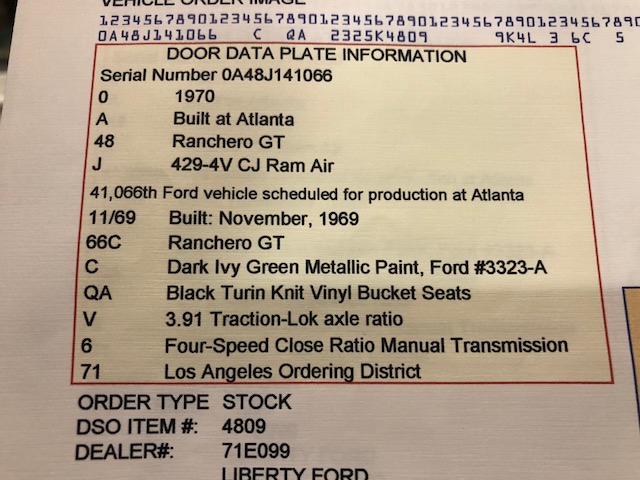 VEHICLE ORDER IMAGE
1234567890123456789012345678901234567890123456789012345678901234567890
0A48J141066 C QA 2325K4809 9K4L 3 6C 5
DOOR DATA PLATE INFORMATION
Serial Number 0A48J141066
0 1970
A Built at Atlanta
48 Ranchero GT
J 429-4V CJ Ram Air
41,066th Ford vehicle scheduled for production at Atlanta
11/69 Built: November, 1969
66C Ranchero GT
C Dark Ivy Green Metallic Paint, Ford #3323-A
QA Black Turin Knit Vinyl Bucket Seats
V 3.91 Traction-Lok axle ratio
6 Four-Speed Close Ratio Manual Transmission
71 Los Angeles Ordering District
ORDER TYPE STOCK
DSO ITEM #: 4809
DEALER#: 71E099
LIBERTY FORD